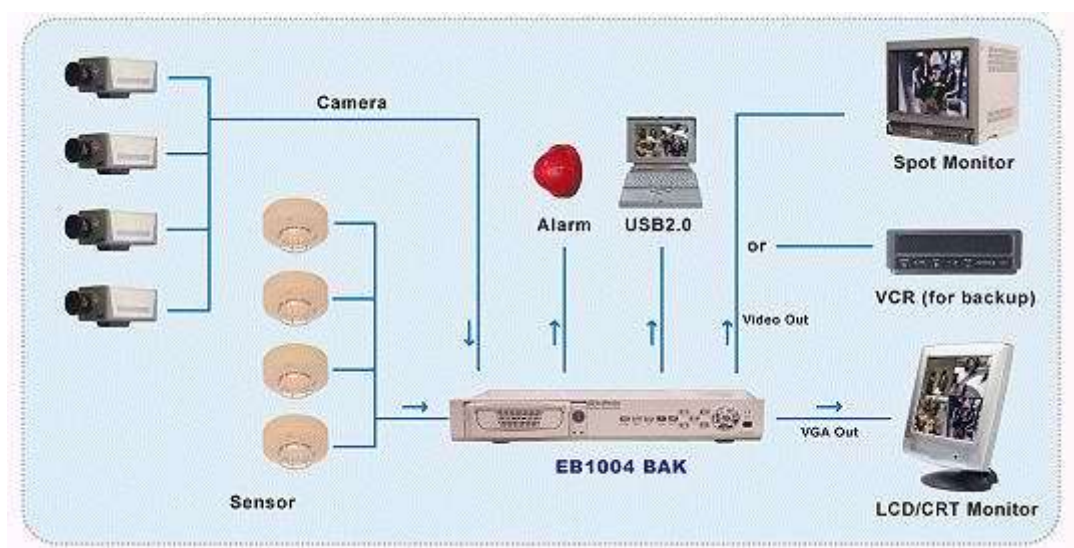 Camera
Spot Monitor
Alarm
USB2.0
or
VCR (for backup)
Video Out
VGA Out
EB1004 BAK
Sensor
LCD/CRT Monitor